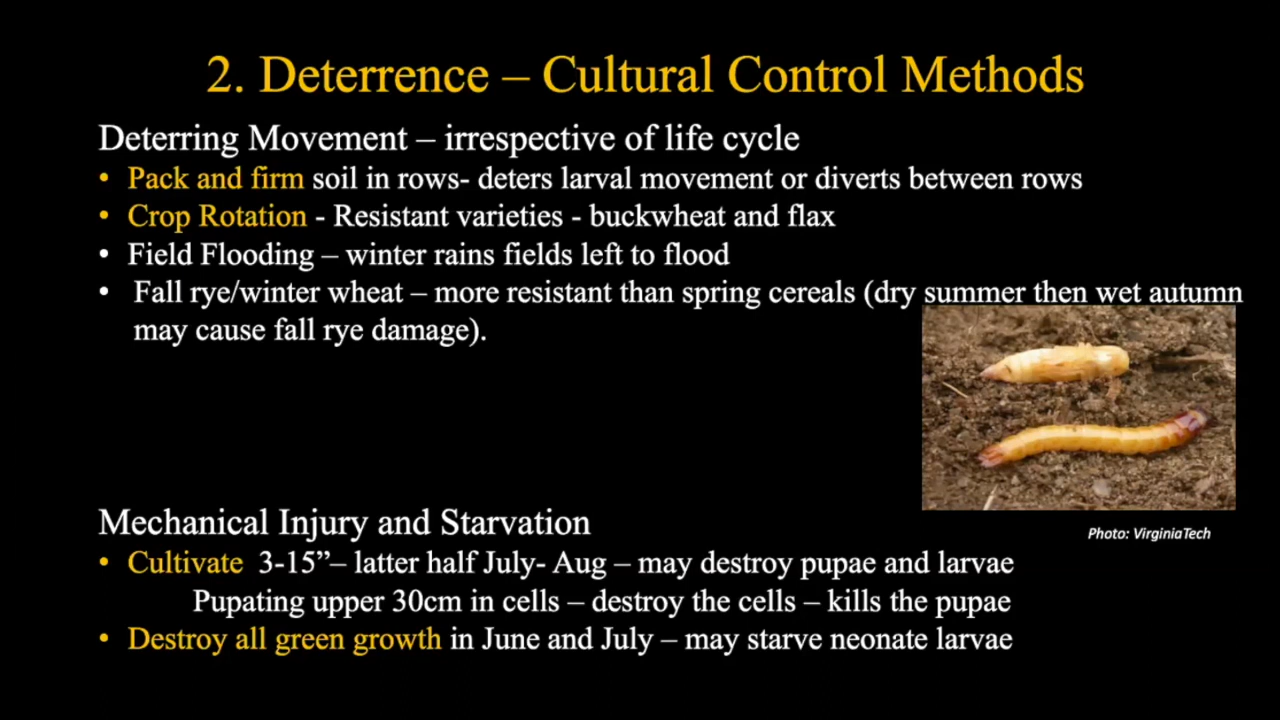 2. Deterrence – Cultural Control Methods
Deterring Movement – irrespective of life cycle
• Pack and firm soil in rows- deters larval movement or diverts between rows
• Crop Rotation - Resistant varieties - buckwheat and flax
• Field Flooding – winter rains fields left to flood
• Fall rye/winter wheat – more resistant than spring cereals (dry summer then wet autumn
may cause fall rye damage).
Mechanical Injury and Starvation
Photo: VirginiaTech
• Cultivate 3-15”– latter half July- Aug – may destroy pupae and larvae
Pupating upper 30cm in cells – destroy the cells – kills the pupae
• Destroy all green growth in June and July – may starve neonate larvae